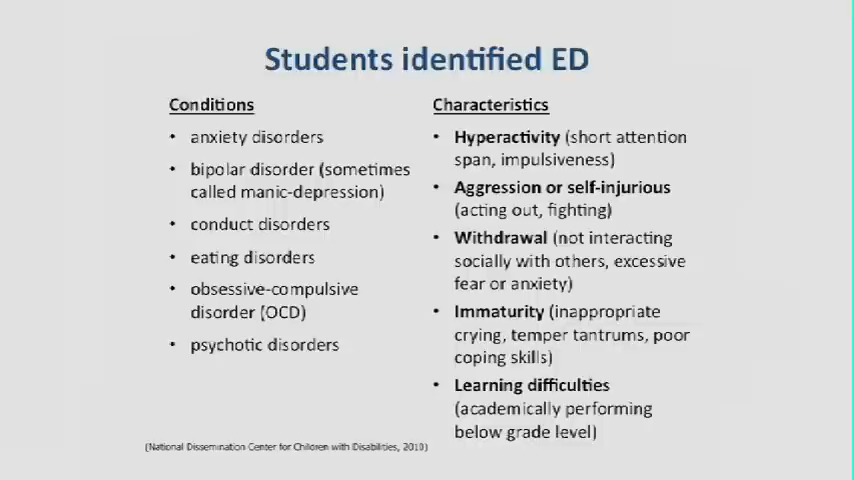 Students identified ED
Conditions
• anxiety disorders
• bipolar disorder (sometimes
called manic-depression)
• conduct disorders
• eating disorders
• obsessive-compulsive
disorder (OCD)
• psychotic disorders
Characteristics
• Hyperactivity (short attention
span, impulsiveness)
• Aggression or self-injurious
(acting out, fighting)
• Withdrawal (not interacting
socially with others, excessive
fear or anxiety)
• Immaturity (inappropriate
crying, temper tantrums, poor
coping skills)
• Learning difficulties
(academically performing
below grade level)
(National Dissemination Center for Children with Disabilities, 2010)